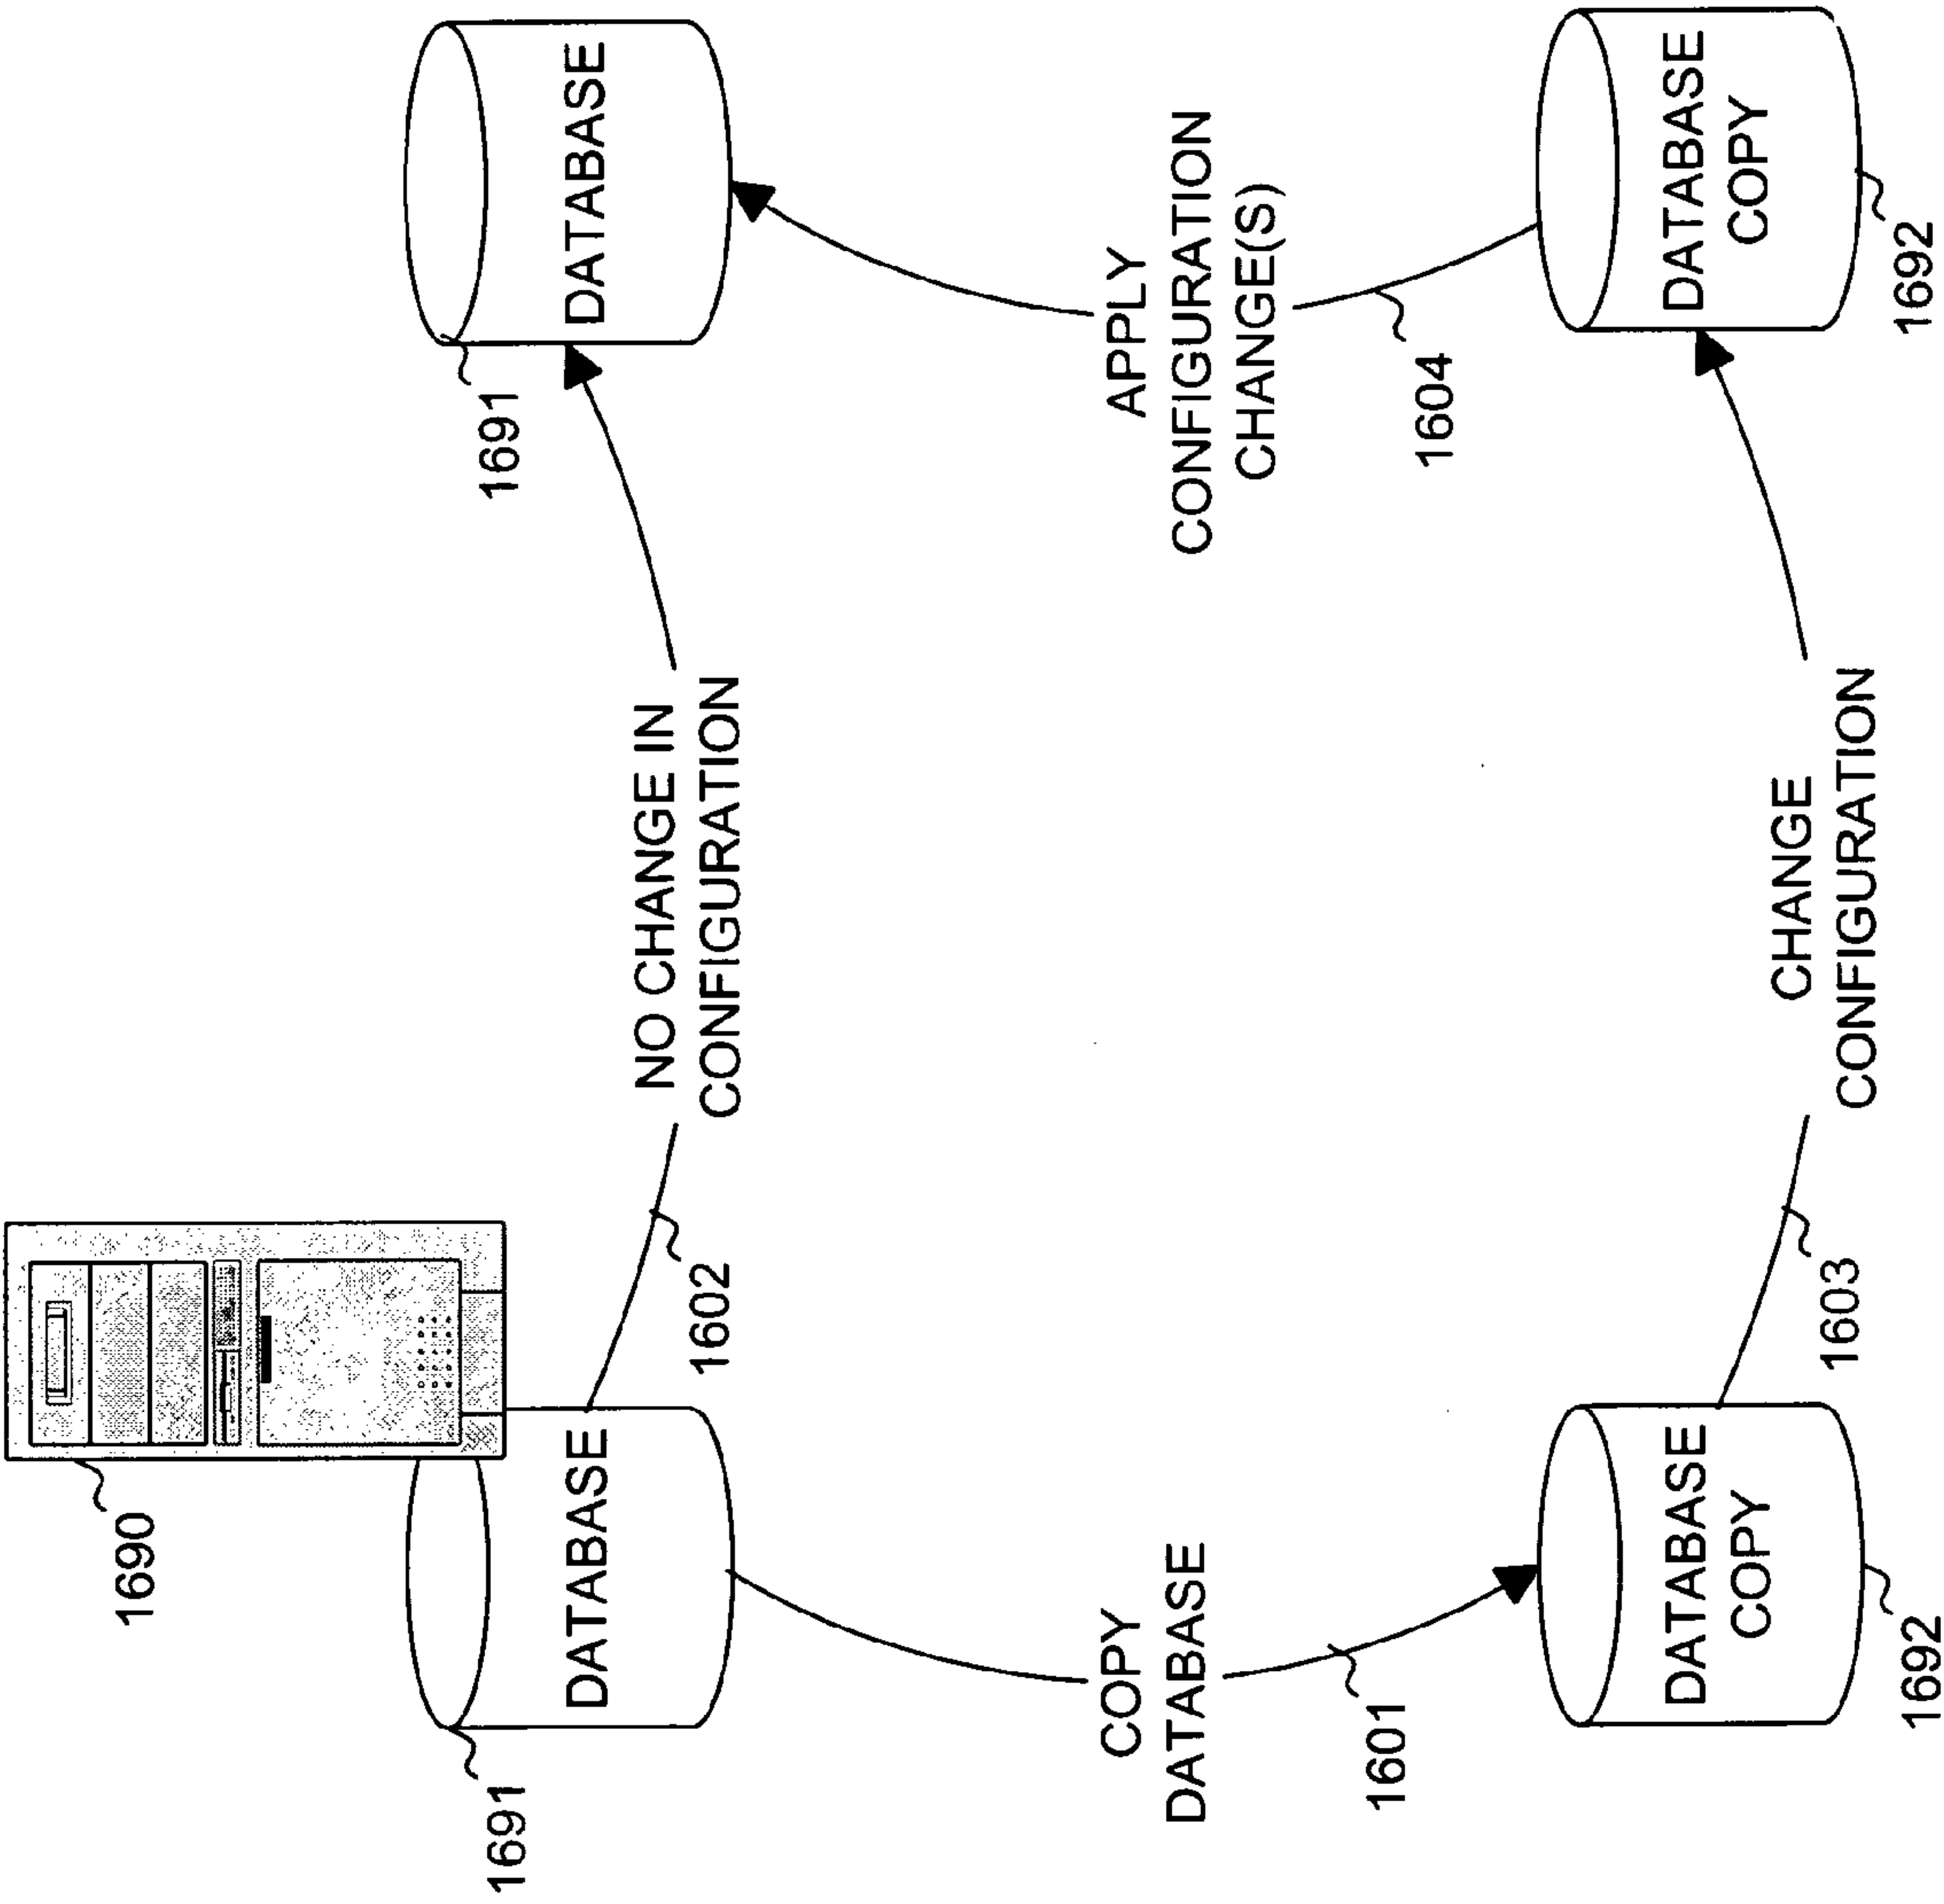 1690
1691
DATABASE
1602
NO CHANGE IN
CONFIGURATION
1691
DATABASE
COPY
DATABASE
1601
APPLY
CONFIGURATION
CHANGE(S)
1604
DATABASE
COPY
1692
1603
CHANGE
CONFIGURATION
DATABASE
COPY
1692